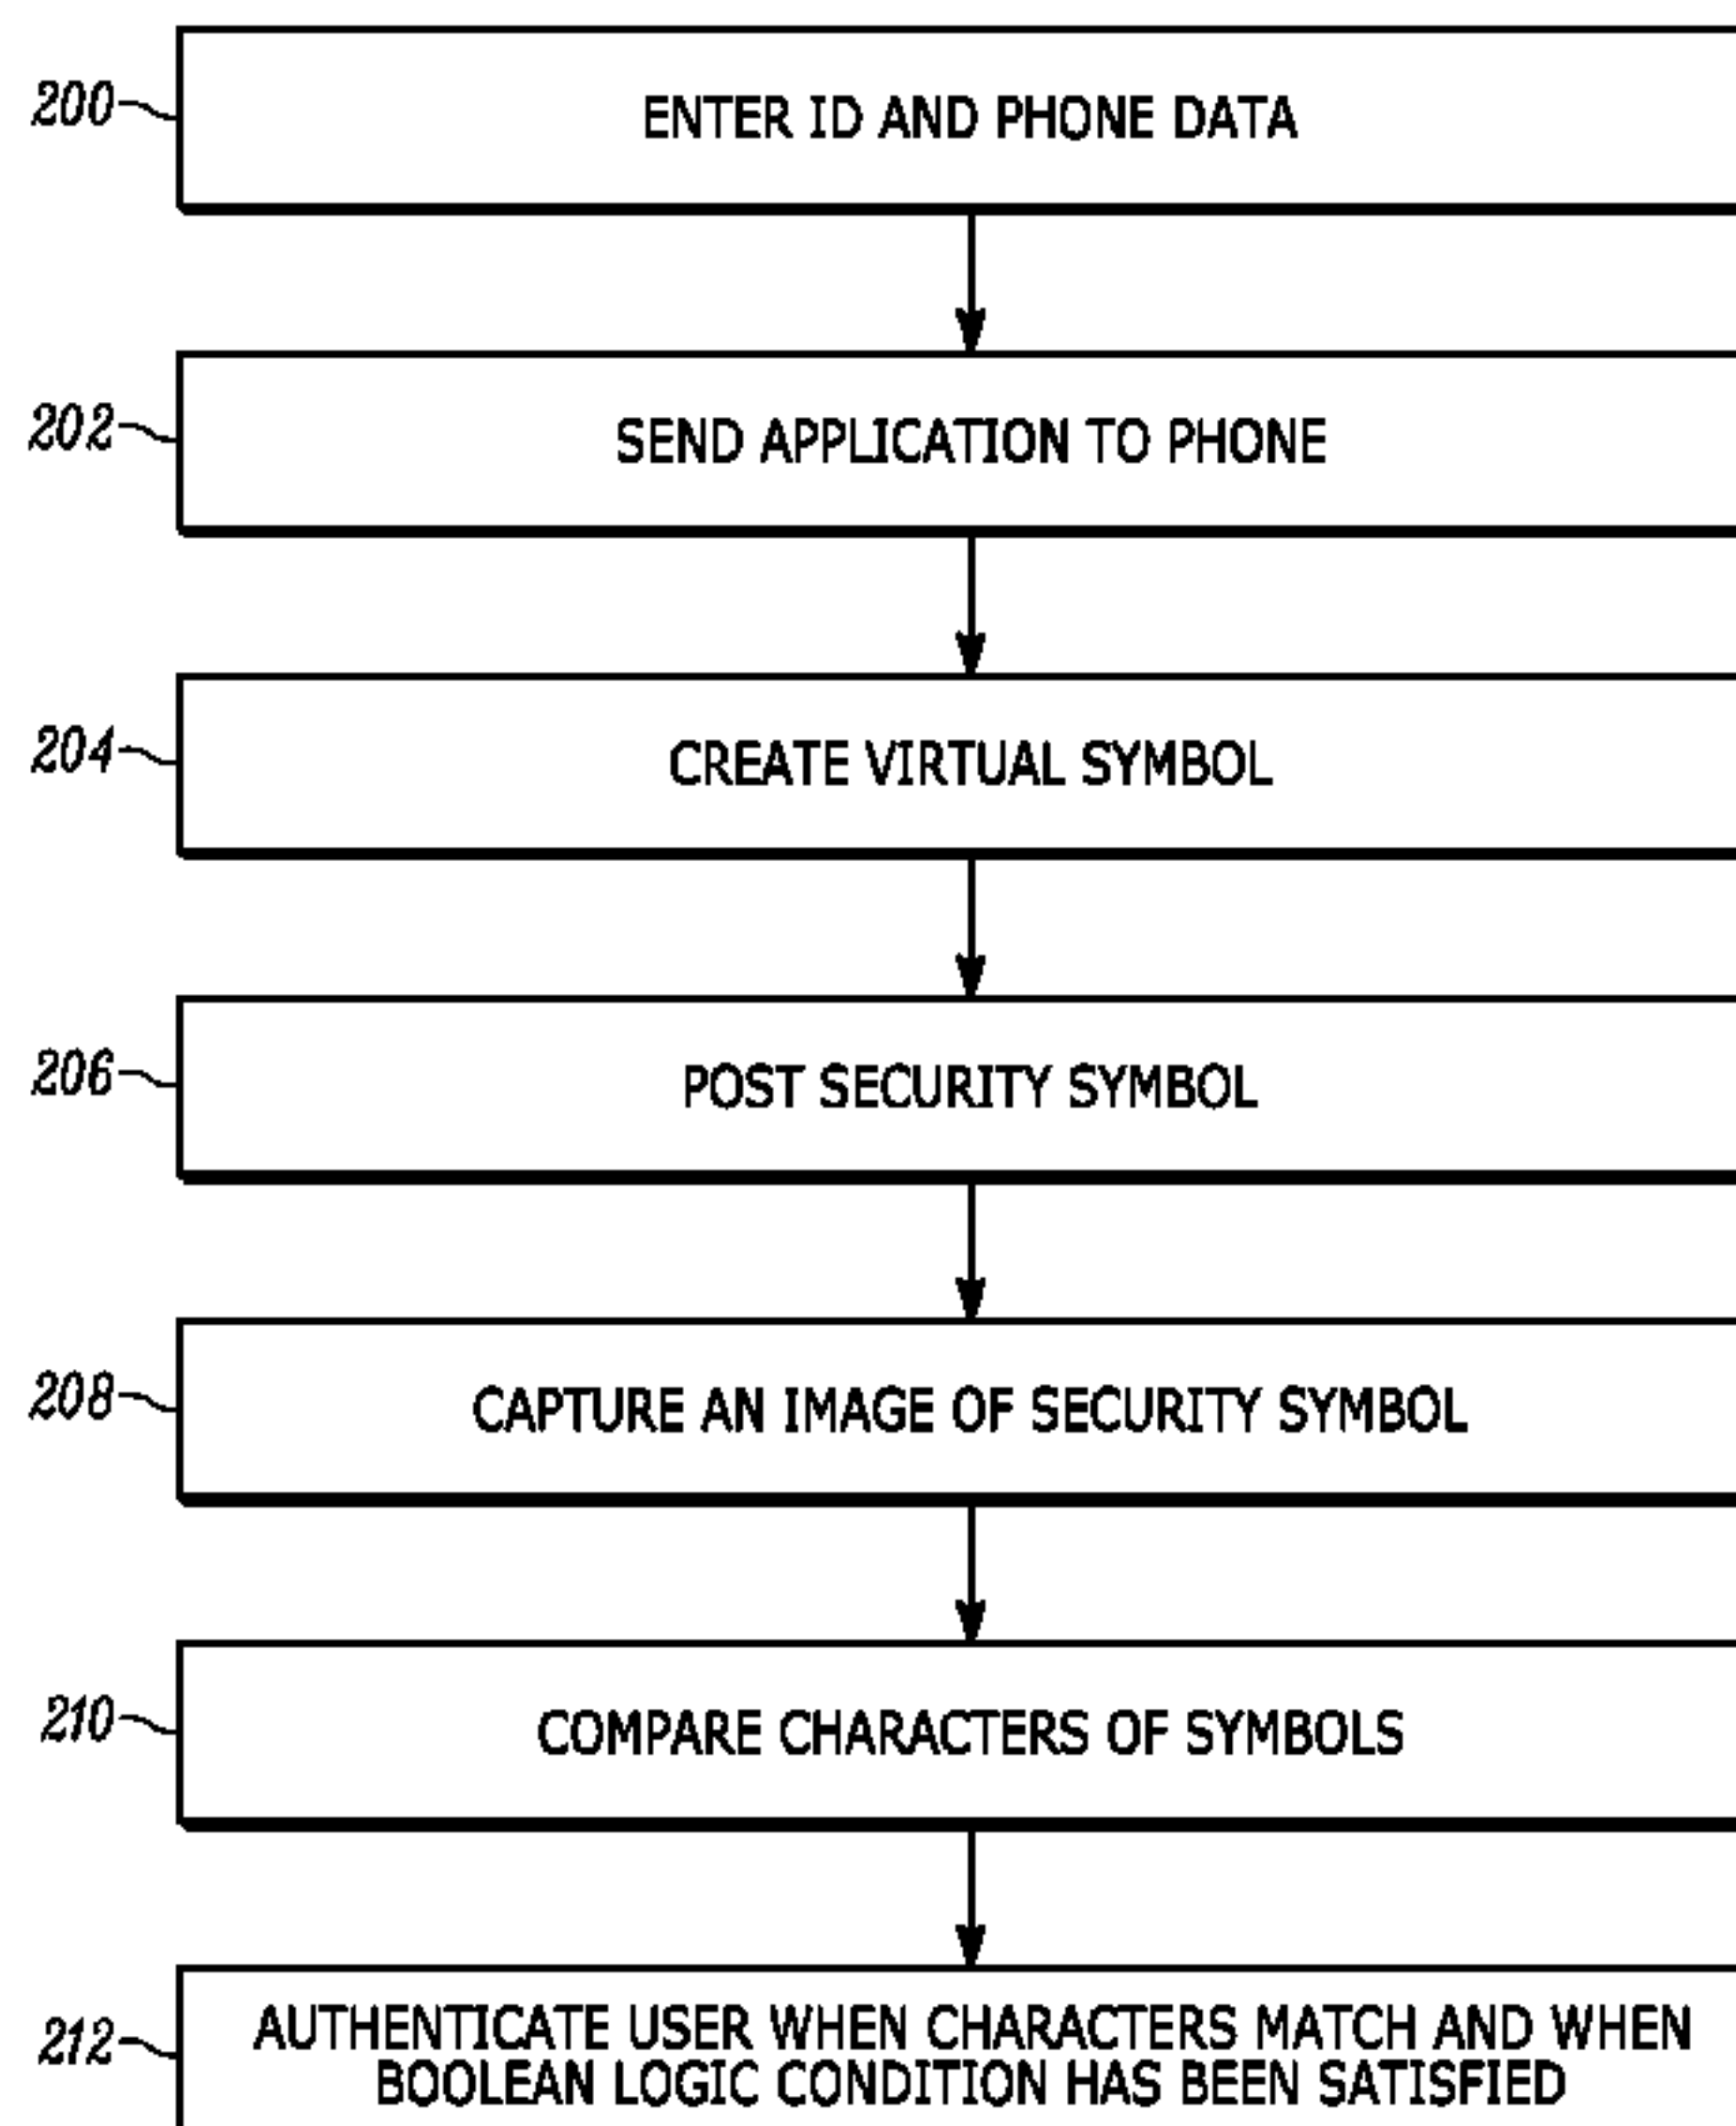 200
ENTER ID AND PHONE DATA
202
SEND APPLICATION TO PHONE
204
CREATE VIRTUAL SYMBOL
206
POST SECURITY SYMBOL
208
CAPTURE AN IMAGE OF SECURITY SYMBOL
210
COMPARE CHARACTERS OF SYMBOLS
212
AUTHENTICATE USER WHEN CHARACTERS MATCH AND WHEN
BOOLEAN LOGIC CONDITION HAS BEEN SATISFIED